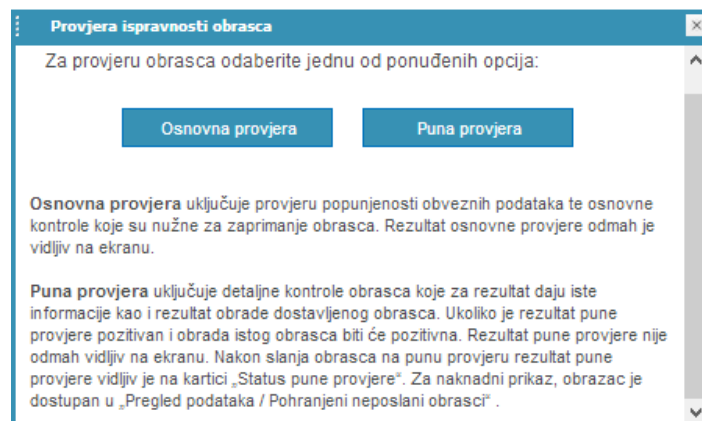 Provjera ispravnosti obrasca
Za provjeru obrasca odaberite jednu od ponuđenih opcija:
Osnovna provjera Puna provjera
Osnovna provjera uključuje provjeru popunjenosti obveznih podataka te osnovne
kontrole koje su nužne za zaprimanje obrasca. Rezultat osnovne provjere odmah je
vidljiv na ekranu.
Puna provjera uključuje detaljne kontrole obrasca koje za rezultat daju iste
informacije kao i rezultat obrade dostavljenog obrasca. Ukoliko je rezultat pune
provjere pozitivan i obrada istog obrasca biti će pozitivna. Rezultat pune provjere nije
odmah vidljiv na ekranu. Nakon slanja obrasca na punu provjeru rezultat pune
provjere vidljiv je na kartici „Status pune provjere“. Za naknadni prikaz, obrazac je
dostupan u „Pregled podataka / Pohranjeni neposlani obrasci“ .